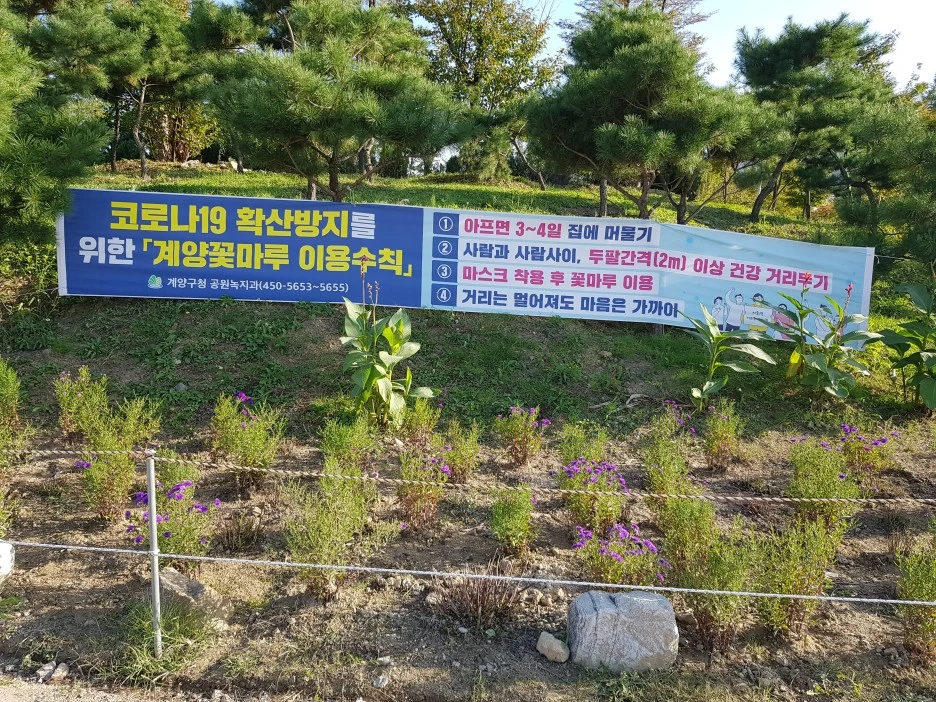 코로나19 확산방지를
위한 「계양꽃마루 이용수칙」
계양구청 공원녹지과(450-5653~5655)
① 아프면 3~4일 집에 머물기
② 사람과 사람사이, 두팔간격(2m) 이상 건강 거리두기
③ 마스크 착용 후 꽃마루 이용
④ 거리는 멀어져도 마음은 가까이